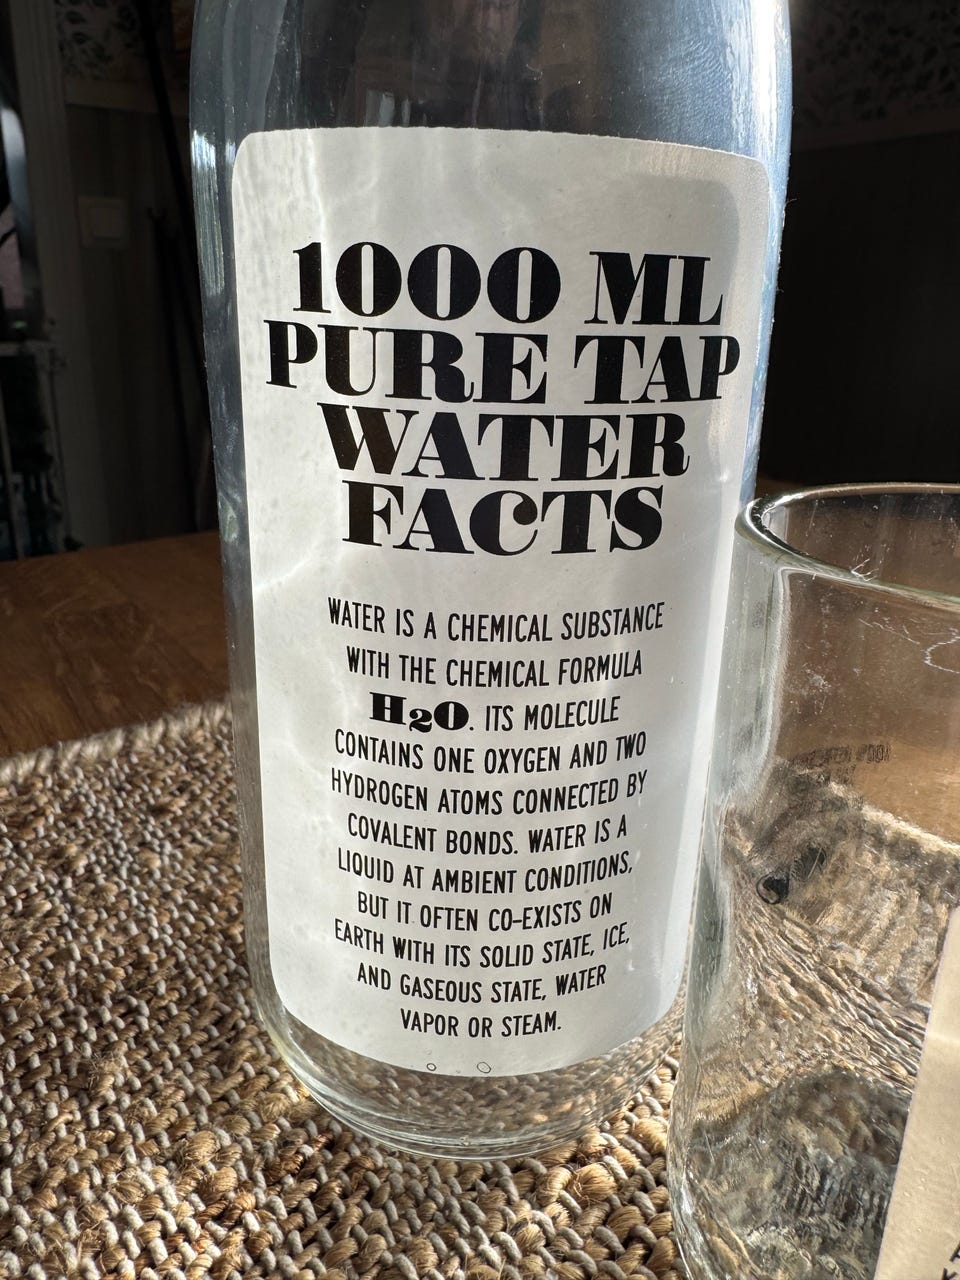 1000 ML
PURE TAP
WATER
FACTS
WATER IS A CHEMICAL SUBSTANCE
WITH THE CHEMICAL FORMULA
H2O. ITS MOLECULE
CONTAINS ONE OXYGEN AND TWO
HYDROGEN ATOMS CONNECTED BY
COVALENT BONDS. WATER IS A
LIQUID AT AMBIENT CONDITIONS,
BUT IT OFTEN CO-EXISTS ON
EARTH WITH ITS SOLID STATE, ICE,
AND GASEOUS STATE, WATER
VAPOR OR STEAM.